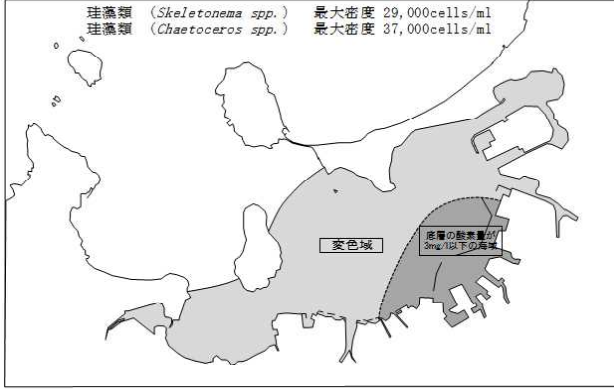 珪藻類 (Skeletonema spp.) 最大密度 29,000cells/ml
珪藻類 (Chaetoceros spp.) 最大密度 37,000cells/ml
変色域
底層の酸素量が
3mg/l以下の海域